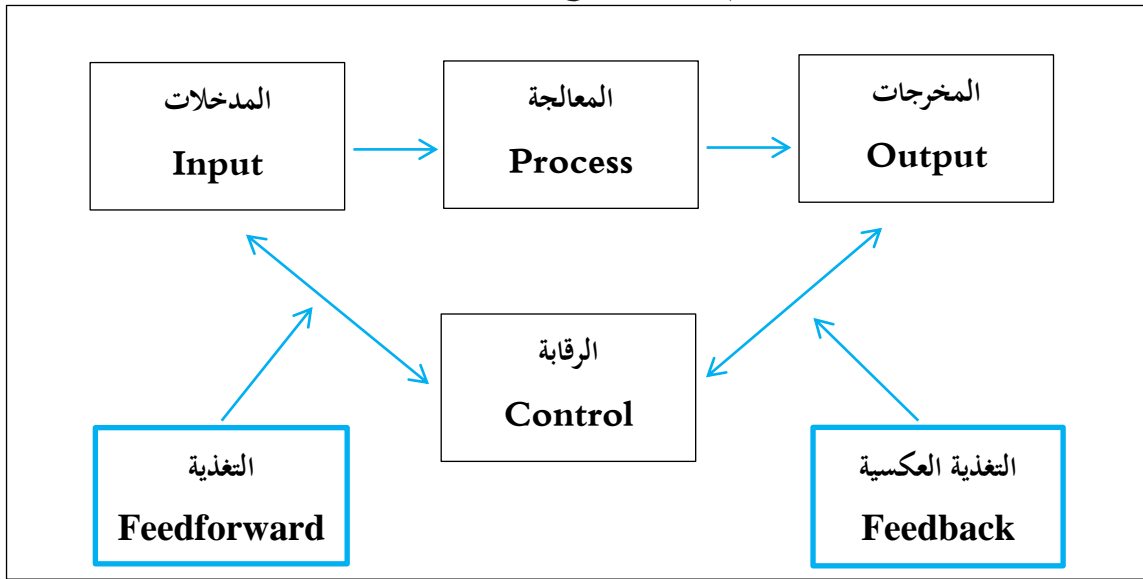 المدخلات
Input
المعالجة
Process
المخرجات
Output
الرقابة
Control
التغذية
Feedforward
التغذية العكسية
Feedback